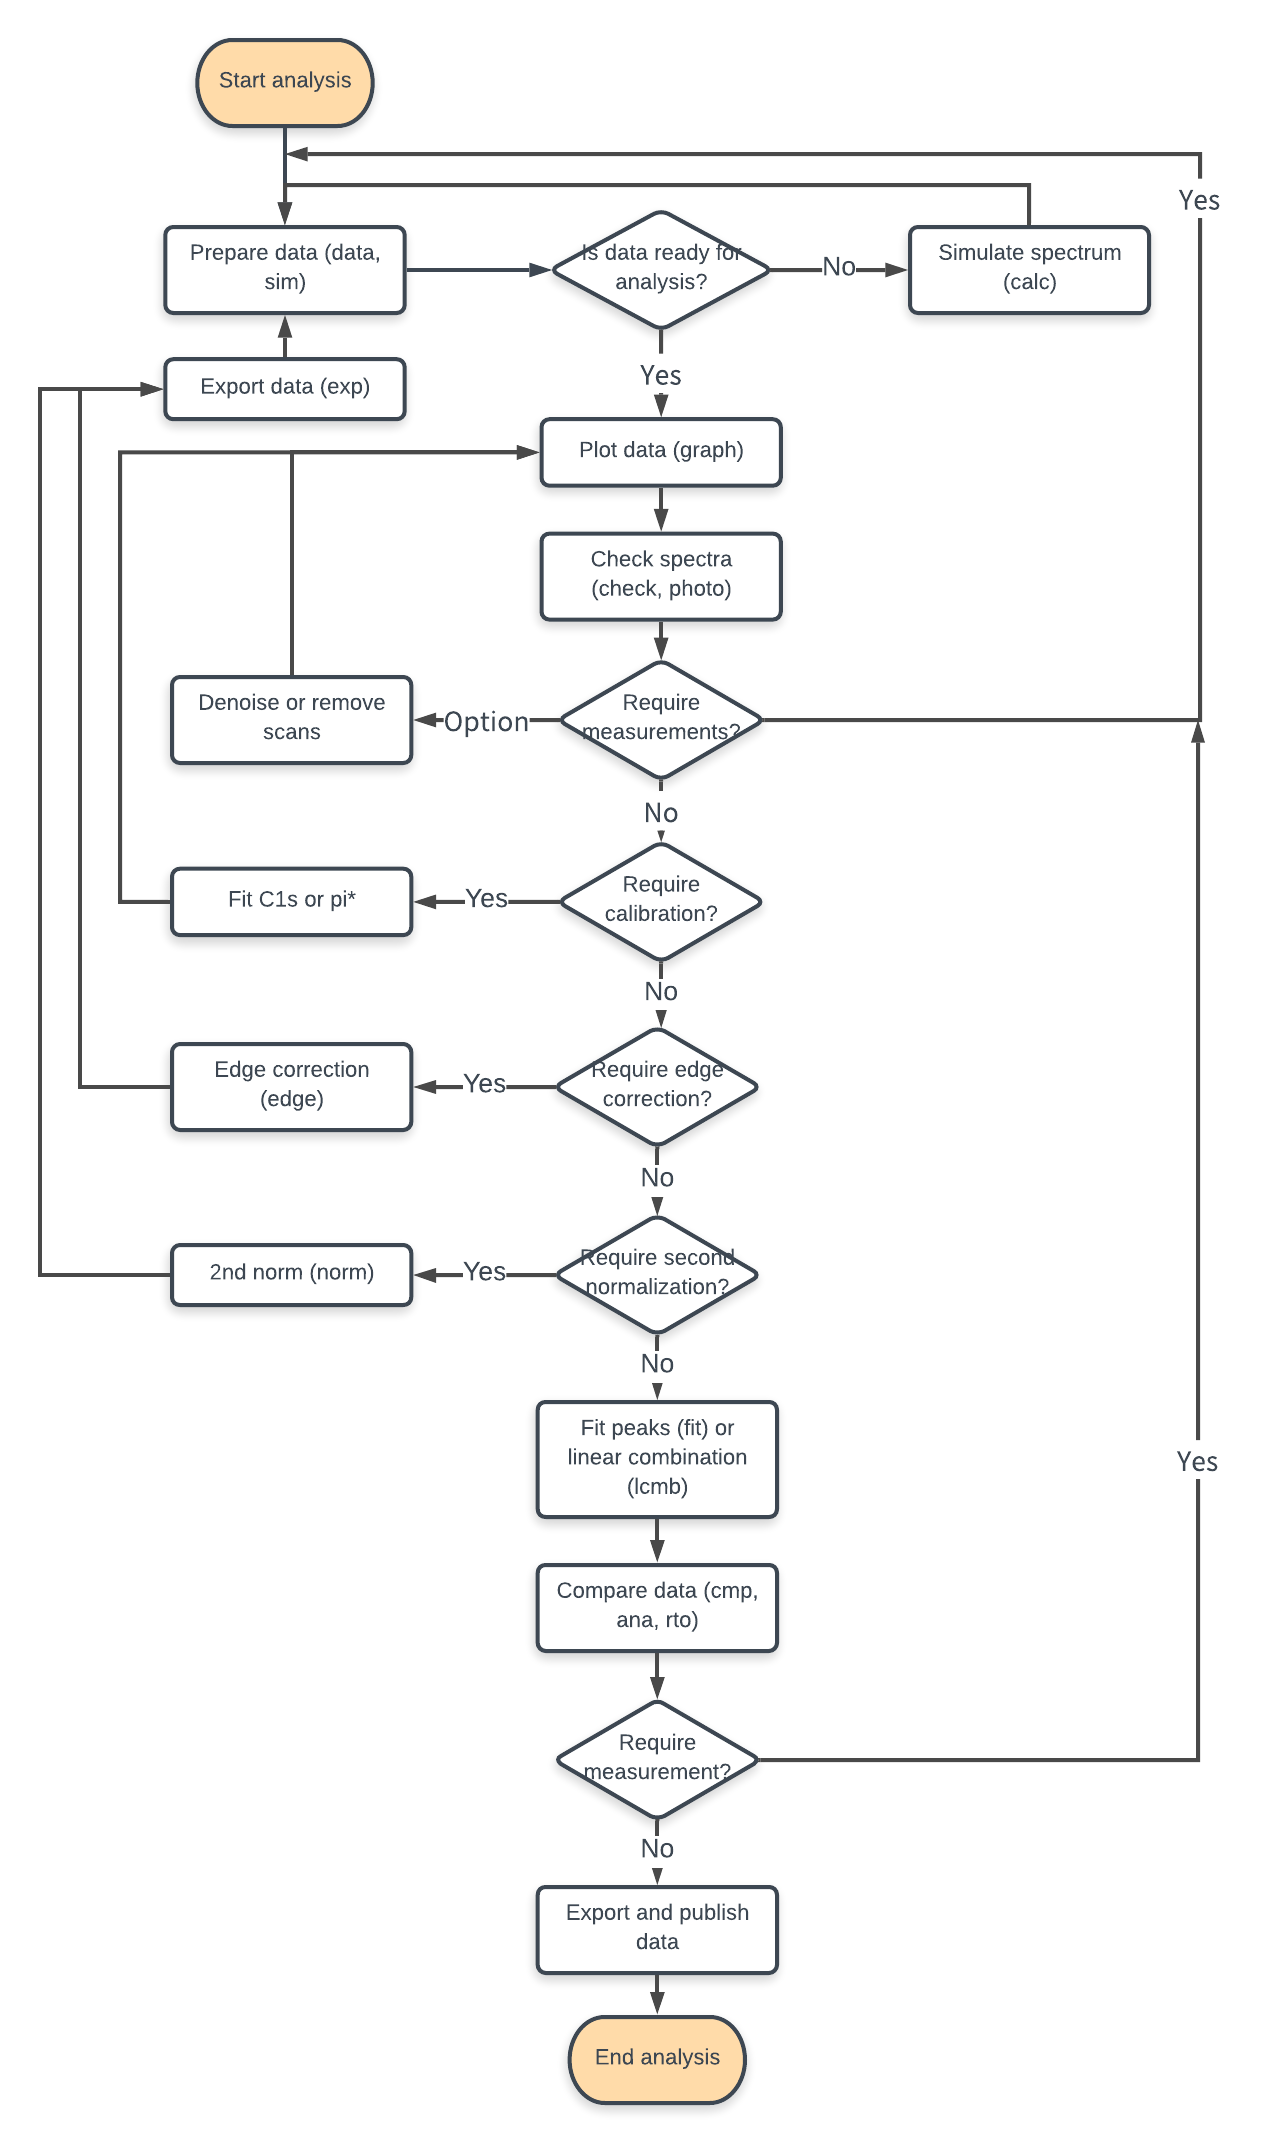 Start analysis
Yes
Prepare data (data,
sim)
Is data ready for
analysis?
No
Simulate spectrum
(calc)
Export data (exp)
Yes
Plot data (graph)
Check spectra
(check, photo)
Denoise or remove
scans
Option
Require
measurements?
No
Fit C1s or pi*
Yes
Require
calibration?
No
Edge correction
(edge)
Yes
Require edge
correction?
No
2nd norm (norm)
Yes
Require second
normalization?
No
Fit peaks (fit) or
linear combination
(lcmb)
Yes
Compare data (cmp,
ana, rto)
Require
measurement?
No
Export and publish
data
End analysis